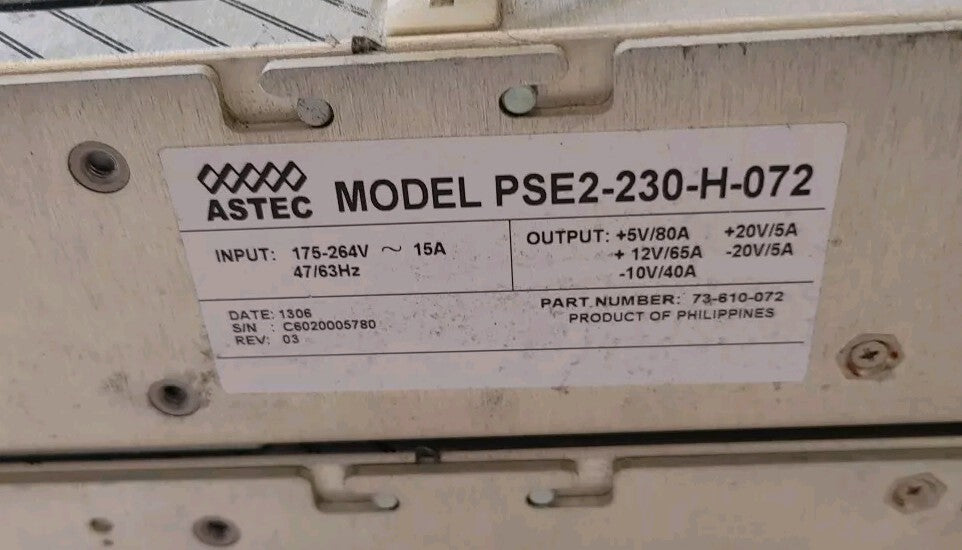 ASTEC MODEL PSE2-230-H-072
INPUT: 175-264V ~ 15A
47/63Hz
OUTPUT: +5V/80A +20V/5A
+ 12V/65A -20V/5A
-10V/40A
DATE: 1306
S/N : C6020005780
REV: 03
PART NUMBER: 73-610-072
PRODUCT OF PHILIPPINES